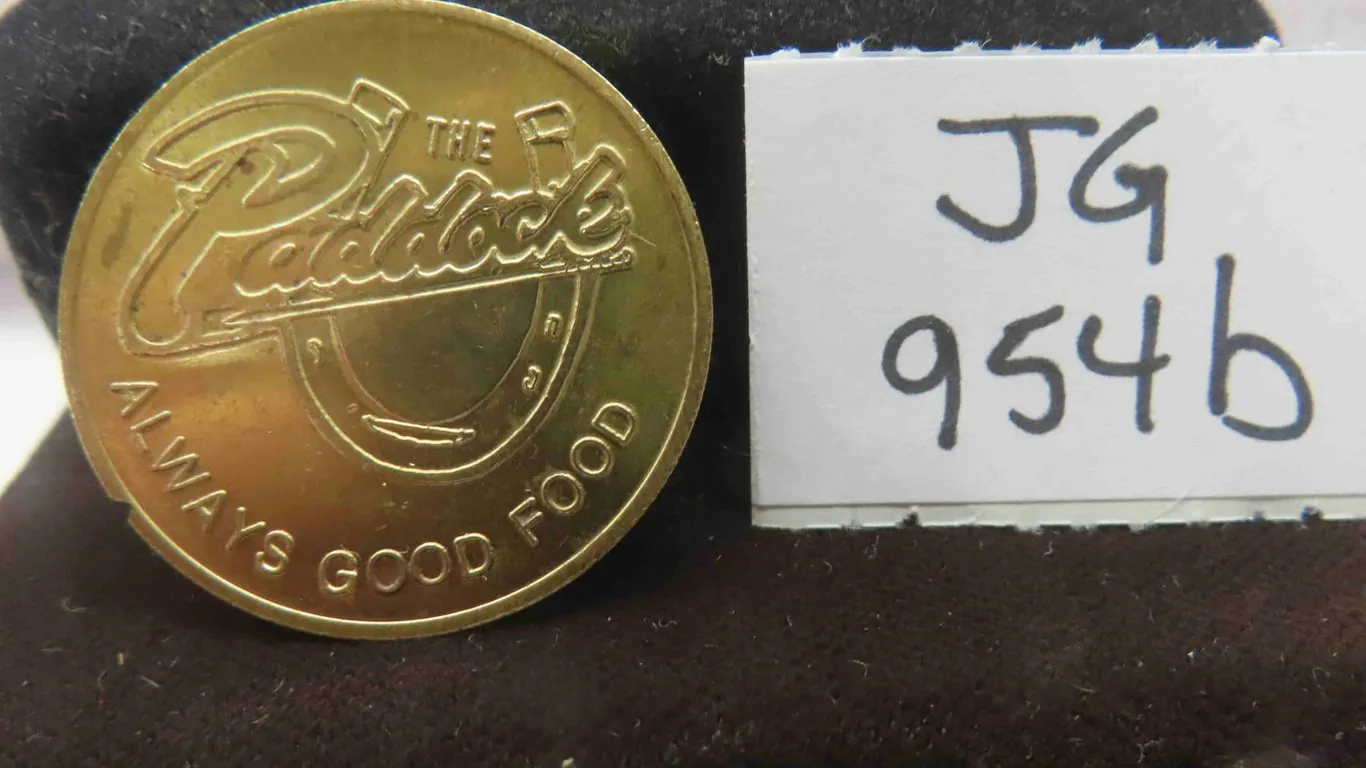 THE
Paddock
ALWAYS GOOD FOOD
JG
954b